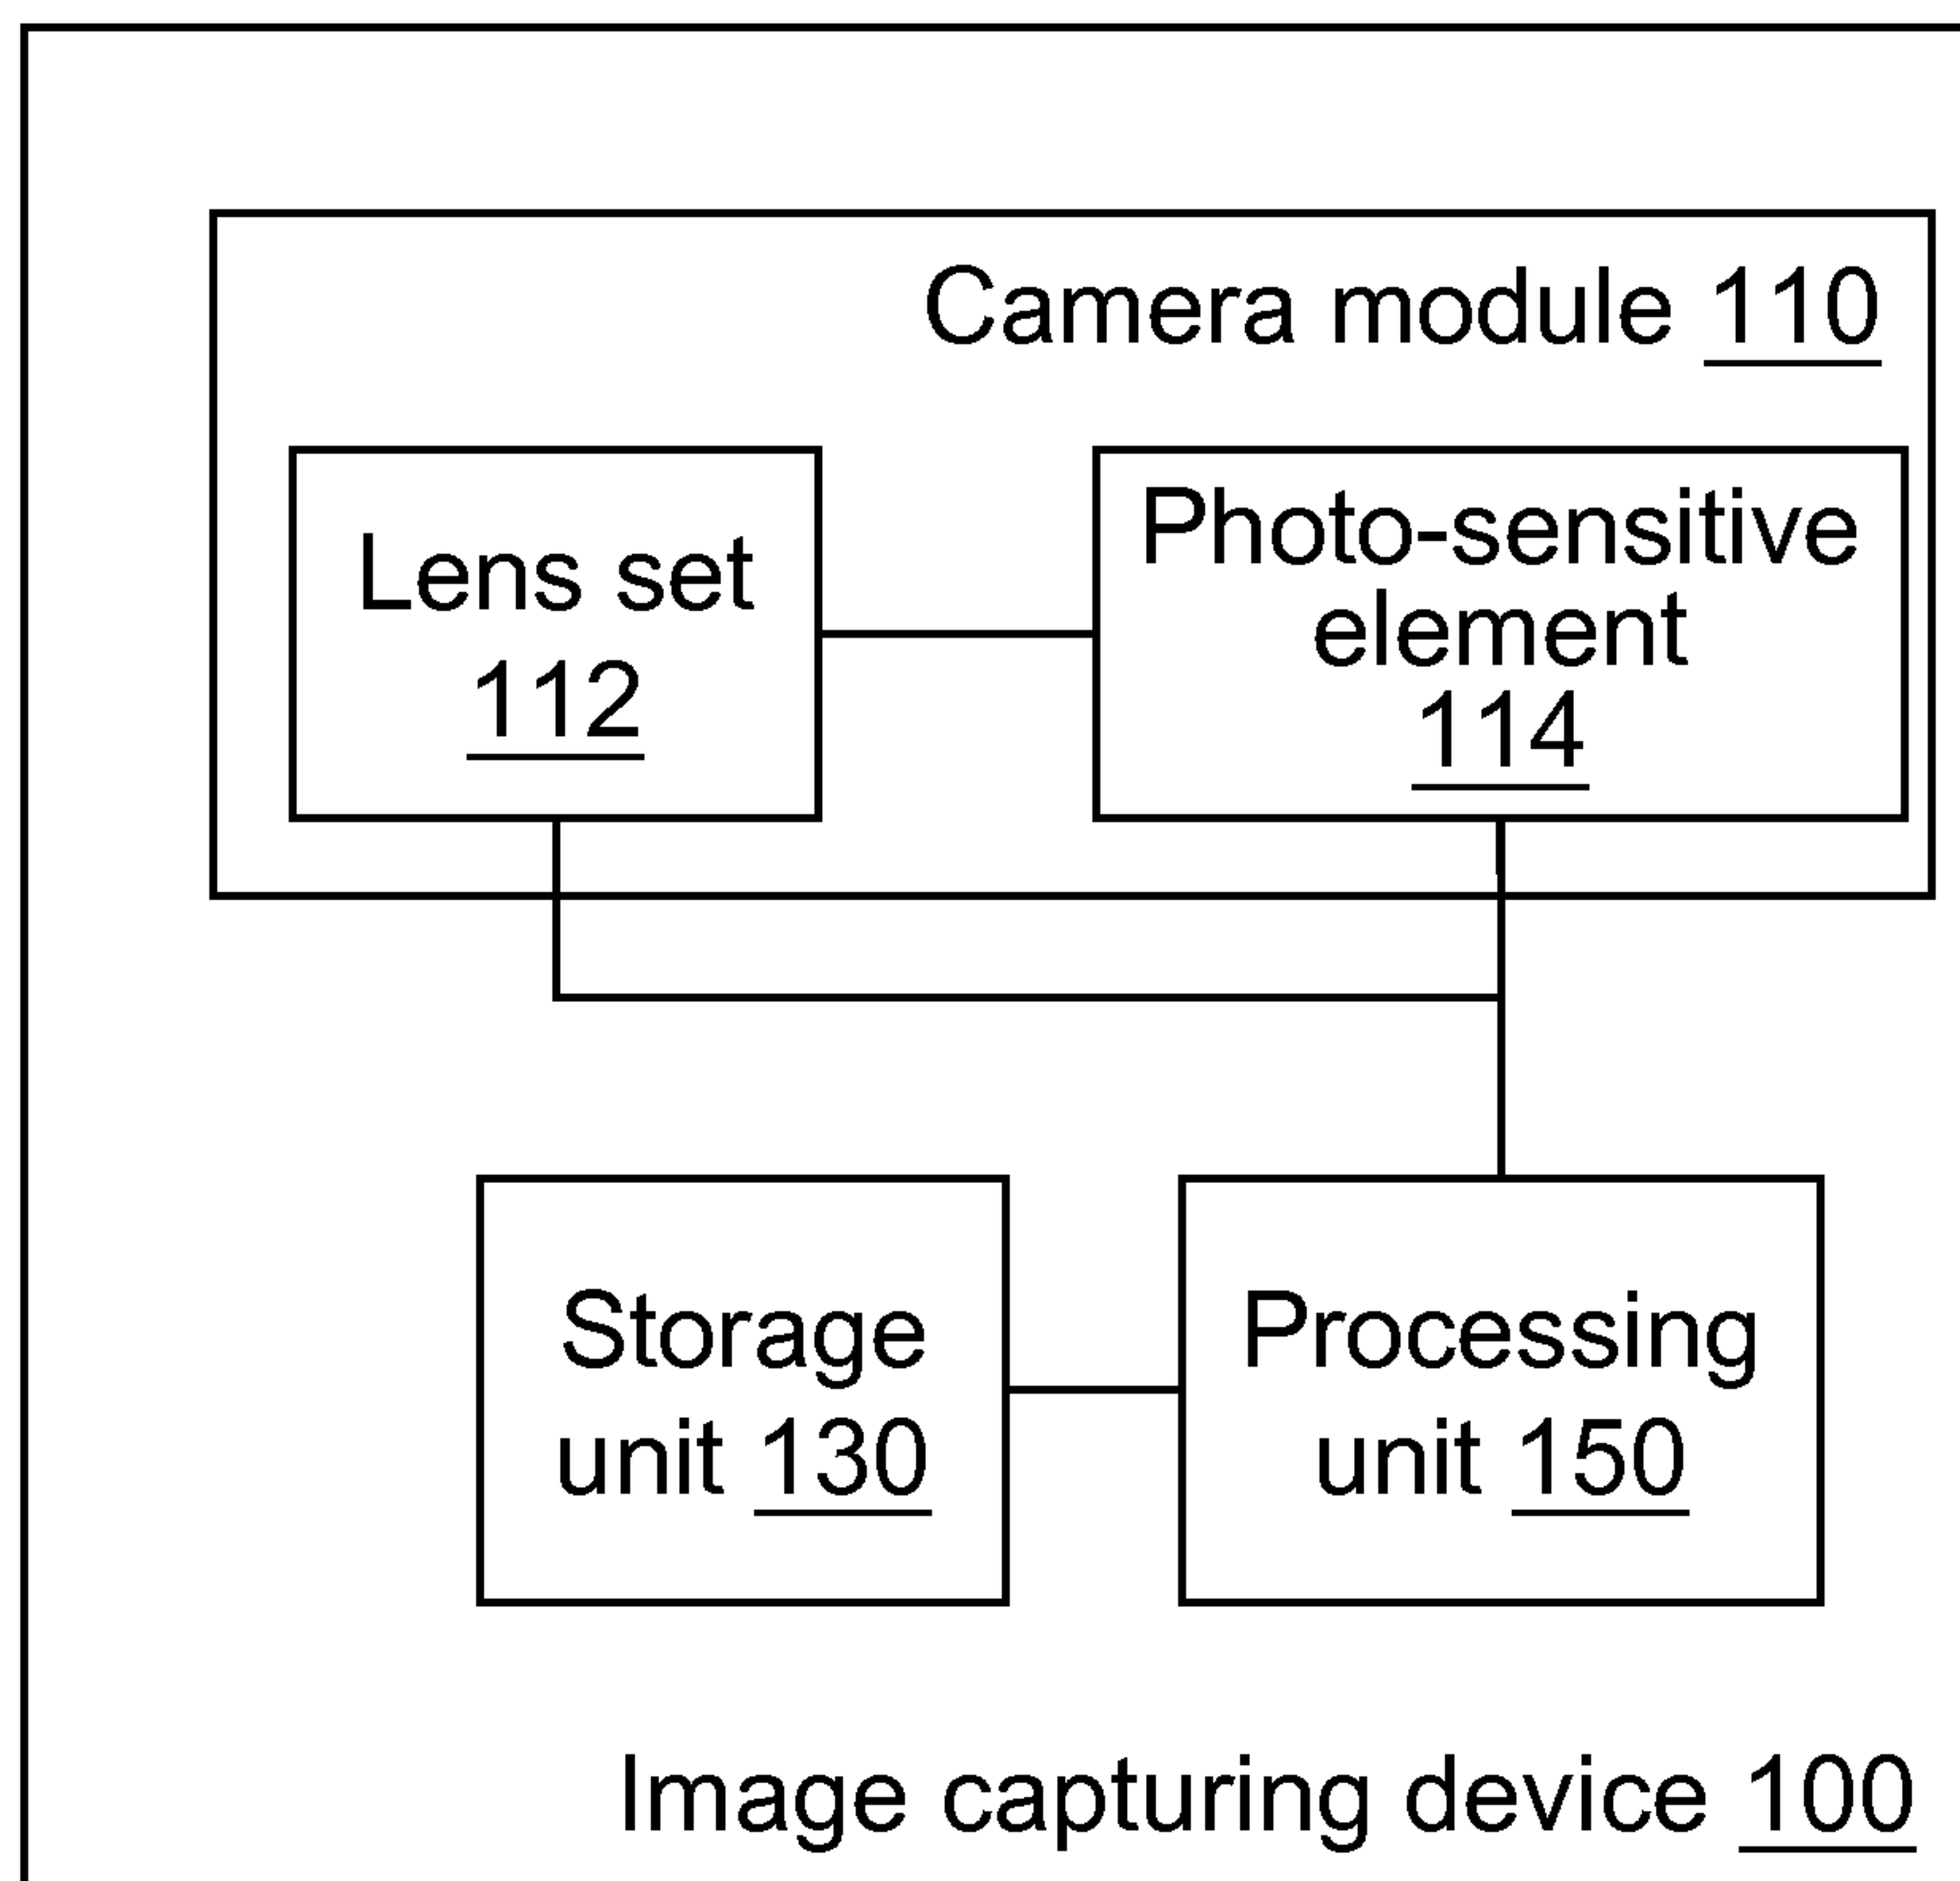 Camera module 110
Lens set
112
Photo-sensitive
element
114
Storage
unit 130
Processing
unit 150
Image capturing device 100